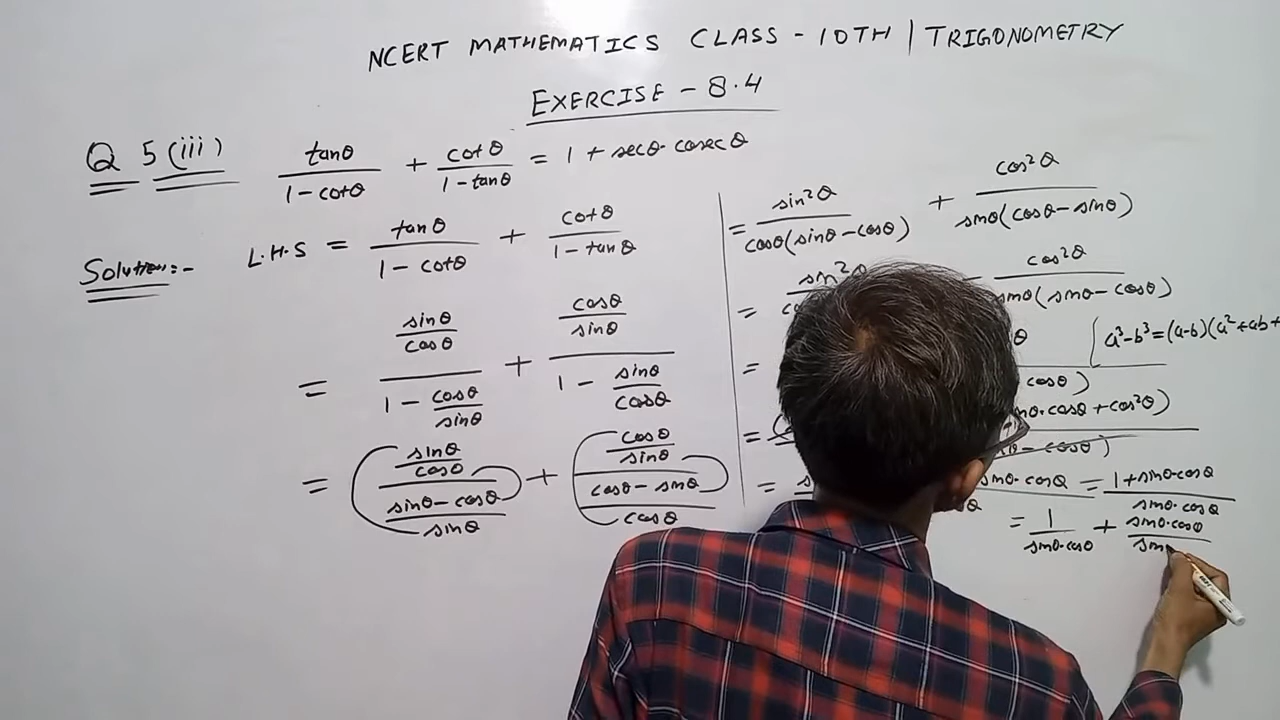 NCERT MATHEMATICS CLASS - 10TH | TRIGONOMETRY
EXERCISE - 8.4
Q 5 (iii) tanθ/(1 - cotθ) + cotθ/(1 - tanθ) = 1 + secθ·cosecθ
Solution:- L.H.S = tanθ/(1 - cotθ) + cotθ/(1 - tanθ)
= (sinθ/cosθ)/(1 - cosθ/sinθ) + (cosθ/sinθ)/(1 - sinθ/cosθ)
= (sinθ/cosθ)/((sinθ - cosθ)/sinθ) + (cosθ/sinθ)/((cosθ - sinθ)/cosθ)
= sin²θ/(cosθ(sinθ - cosθ)) + cos²θ/(sinθ(cosθ - sinθ))
= sin²θ cos²θ/(sinθ(sinθ - cosθ))
= θ cosθ) [a³-b³=(a-b)(a²+ab+
= ·cosθ + cos²θ) - cosθ)
= sinθ·cosθ = (1 + sinθ·cosθ)/(sinθ·cosθ)
= 1/(sinθ·cosθ) + sinθ·cosθ/